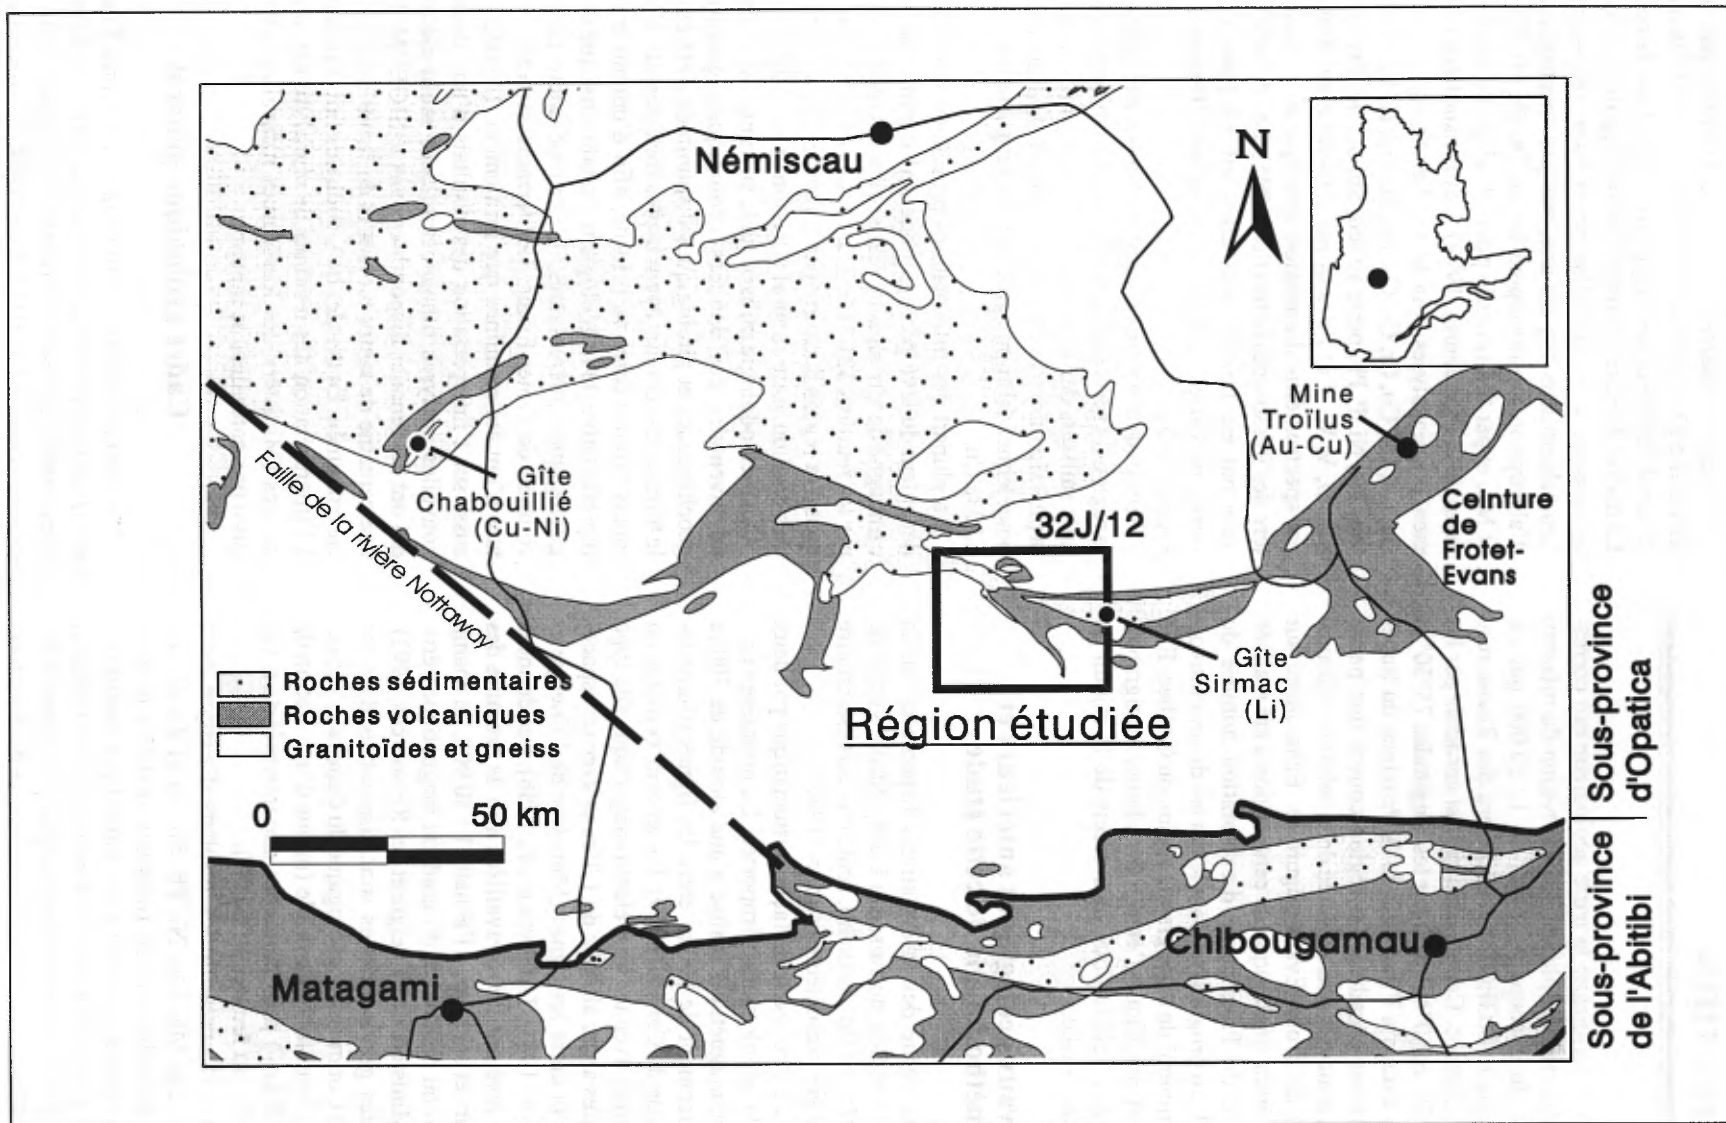 Némiscau
N
Mine
Troïlus
(Au-Cu)
Gîte
Chabouillié
(Cu-Ni)
Faille de la rivière Nottaway
Ceinture
de
Frotet-
Evans
32J/12
Gîte
Sirmac
(Li)
Région étudiée
Roches sédimentaires
Roches volcaniques
Granitoïdes et gneiss
0 50 km
Sous-province
d'Opatica
Sous-province
de l'Abitibi
Matagami
Chibougamau